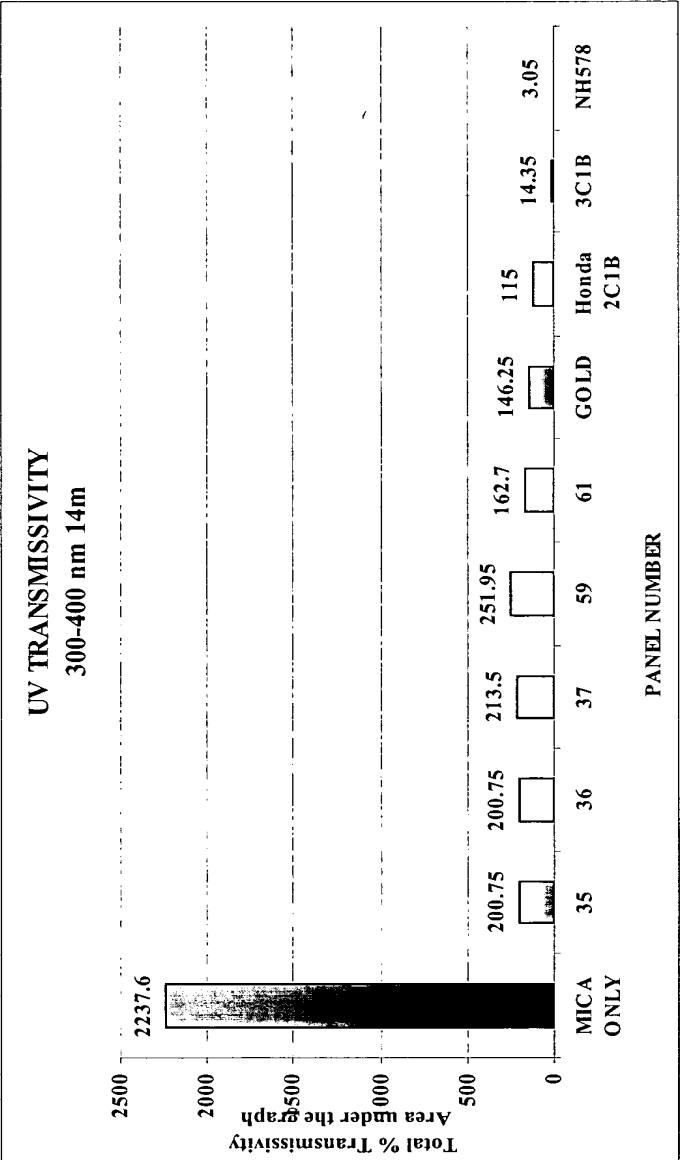 UV TRANSMISSIVITY
300-400 nm 14m
Total % Transmissivity
Area under the graph
2500
2000
1500
1000
500
0
2237.6
200.75
200.75
213.5
251.95
162.7
146.25
115
14.35
3.05
MICA ONLY
35
36
37
59
61
GOLD
Honda 2C1B
3C1B
NH578
PANEL NUMBER